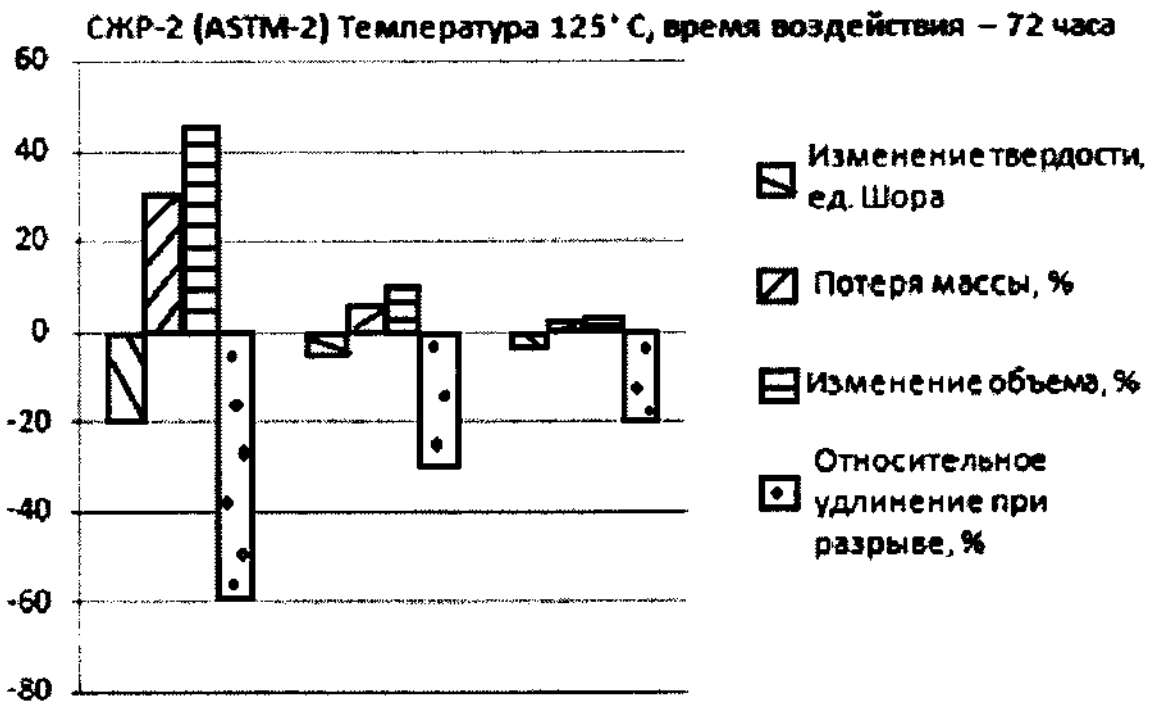 СЖР-2 (ASTM-2) Температура 125° С, время воздействия – 72 часа
60
40
20
0
-20
-40
-60
-80
Изменение твердости,
ед. Шора
Потеря массы, %
Изменение объема, %
Относительное
удлинение при
разрыве, %